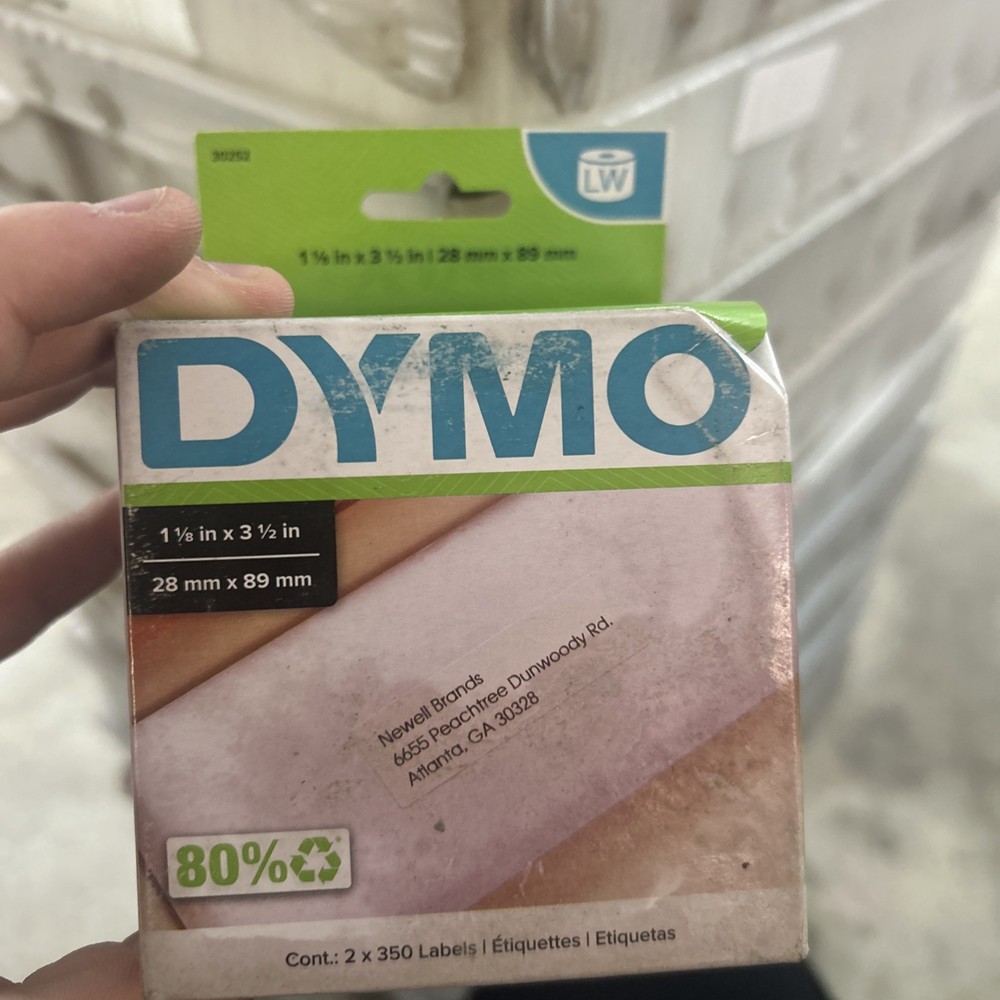 30252
LW
1 ⅛ in x 3 ½ in | 28 mm x 89 mm
DYMO
1 ⅛ in x 3 ½ in
28 mm x 89 mm
Newell Brands
6655 Peachtree Dunwoody Rd.
Atlanta, GA 30328
80%
Cont.: 2 x 350 Labels | Étiquettes | Etiquetas